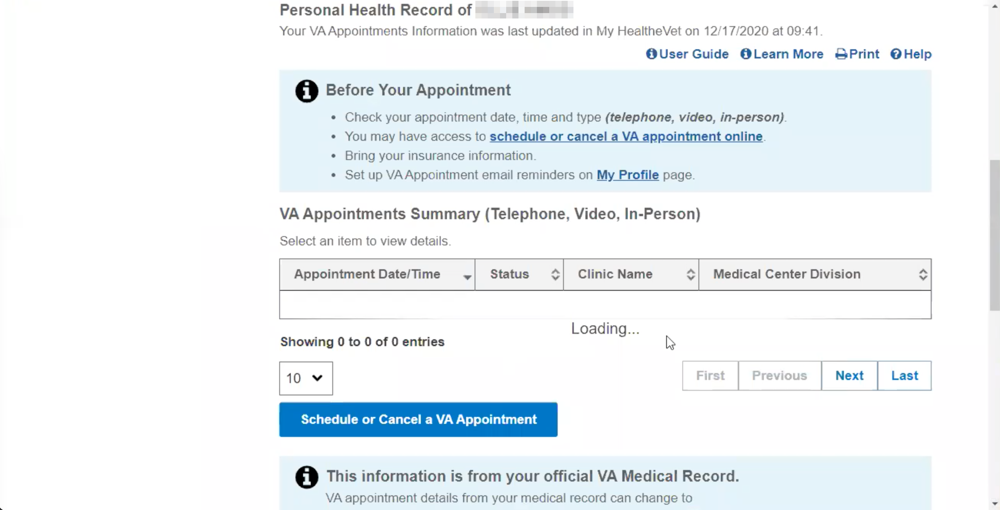 Personal Health Record of
Your VA Appointments Information was last updated in My HealtheVet on 12/17/2020 at 09:41.
User Guide Learn More Print Help
Before Your Appointment
• Check your appointment date, time and type (telephone, video, in-person).
• You may have access to schedule or cancel a VA appointment online.
• Bring your insurance information.
• Set up VA Appointment email reminders on My Profile page.
VA Appointments Summary (Telephone, Video, In-Person)
Select an item to view details.
Appointment Date/Time Status Clinic Name Medical Center Division
Loading...
Showing 0 to 0 of 0 entries
10
First Previous Next Last
Schedule or Cancel a VA Appointment
This information is from your official VA Medical Record.
VA appointment details from your medical record can change to